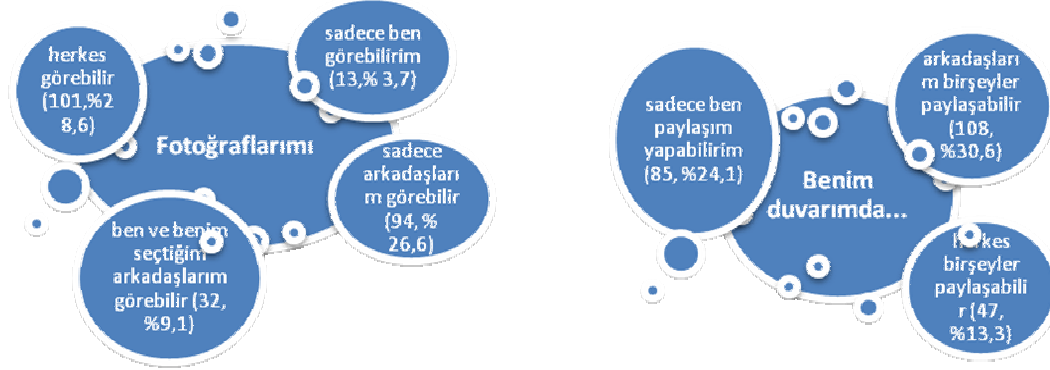 herkes
görebilir
(101,%2
8,6)
sadece ben
görebilirim
(13,% 3,7)
Fotoğraflarımı
sadece
arkadaşları
m görebilir
(94, %
26,6)
ben ve benim
seçtiğim
arkadaşlarım
görebilir (32,
%9,1)
sadece ben
paylaşım
yapabilirim
(85, %24,1)
arkadaşları
m birşeyler
paylaşabilir
(108,
%30,6)
Benim
duvarımda...
herkes
birşeyler
paylaşabili
r (47,
%13,3)